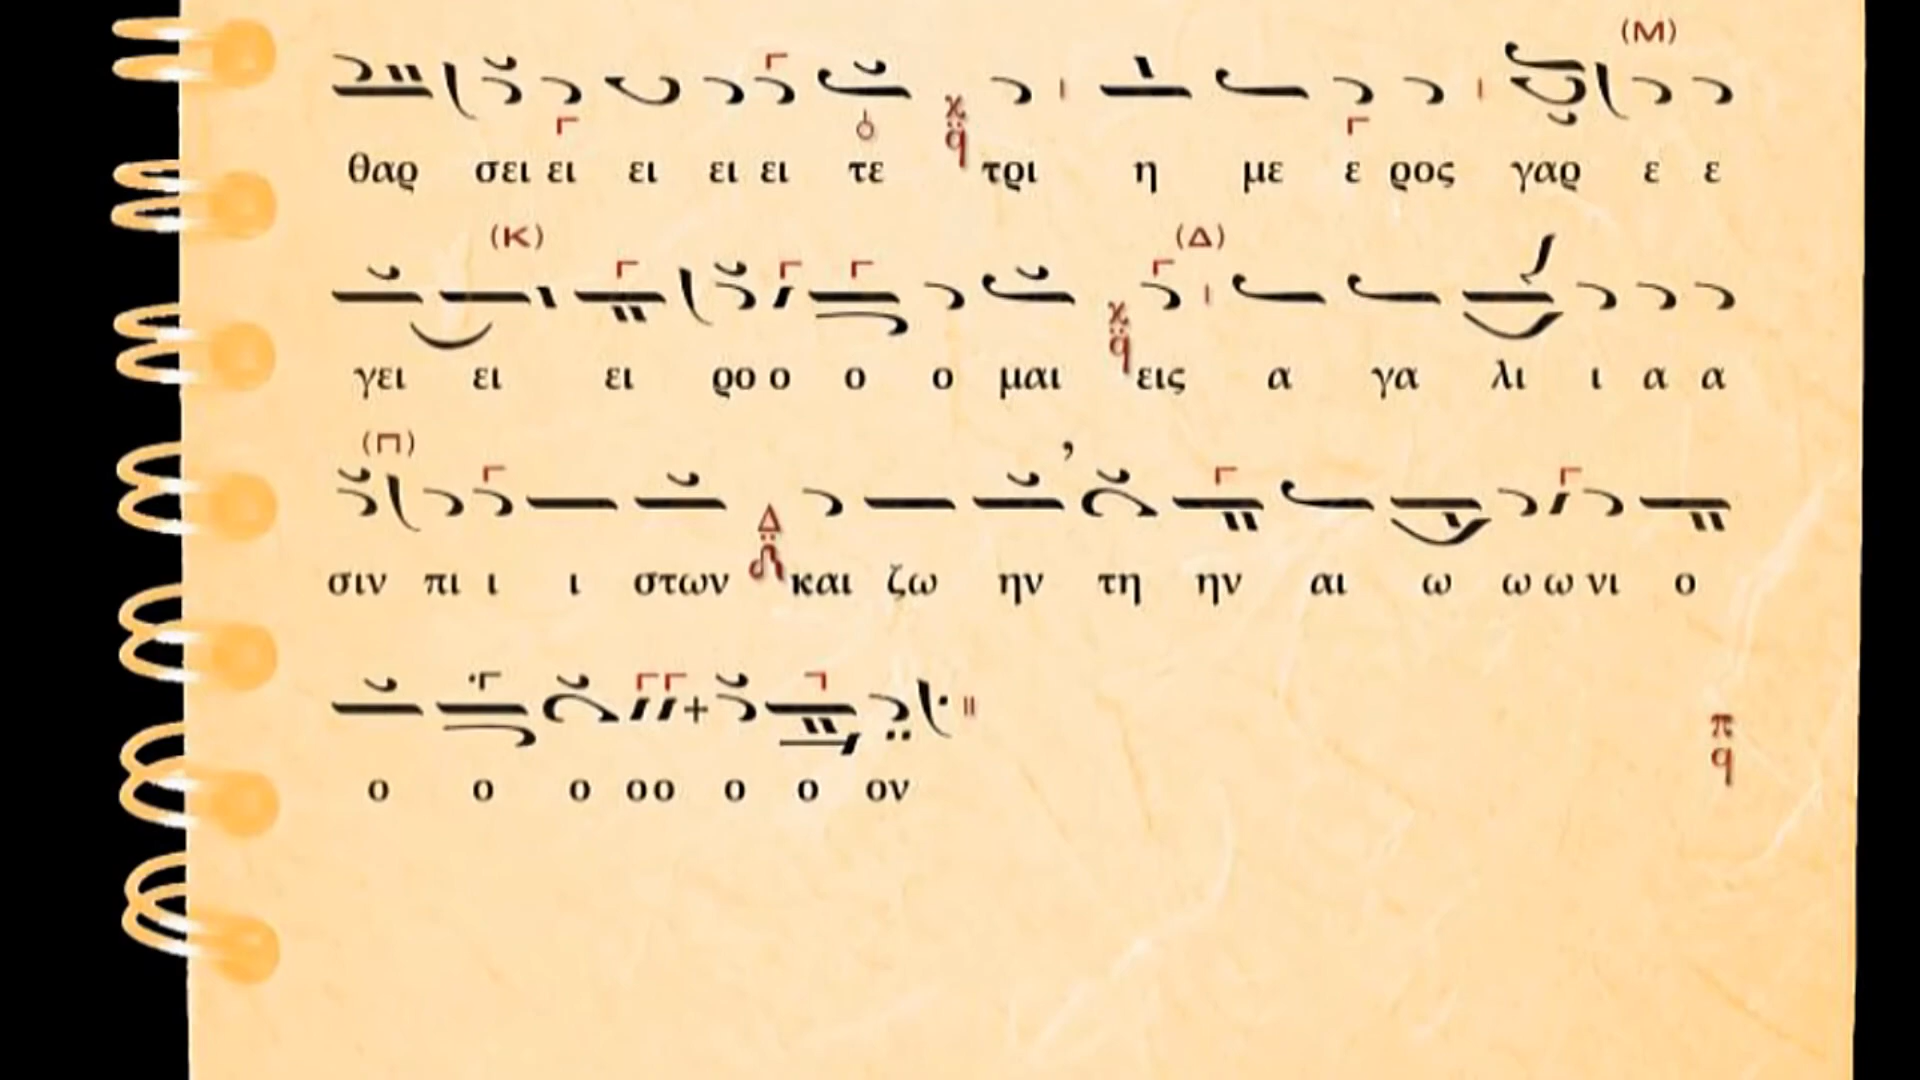 (Μ)
θαρ σει ει ει ει ει τε τρι η με ε ρος γαρ ε ε
(Κ) (Δ)
γει ει ει ρο ο ο ο μαι εις α γα λι ι α α
(Π)
σιν πι ι ι στων και ζω ην τη ην αι ω ω ω νι ο
ο ο ο ο ο ο ο ον